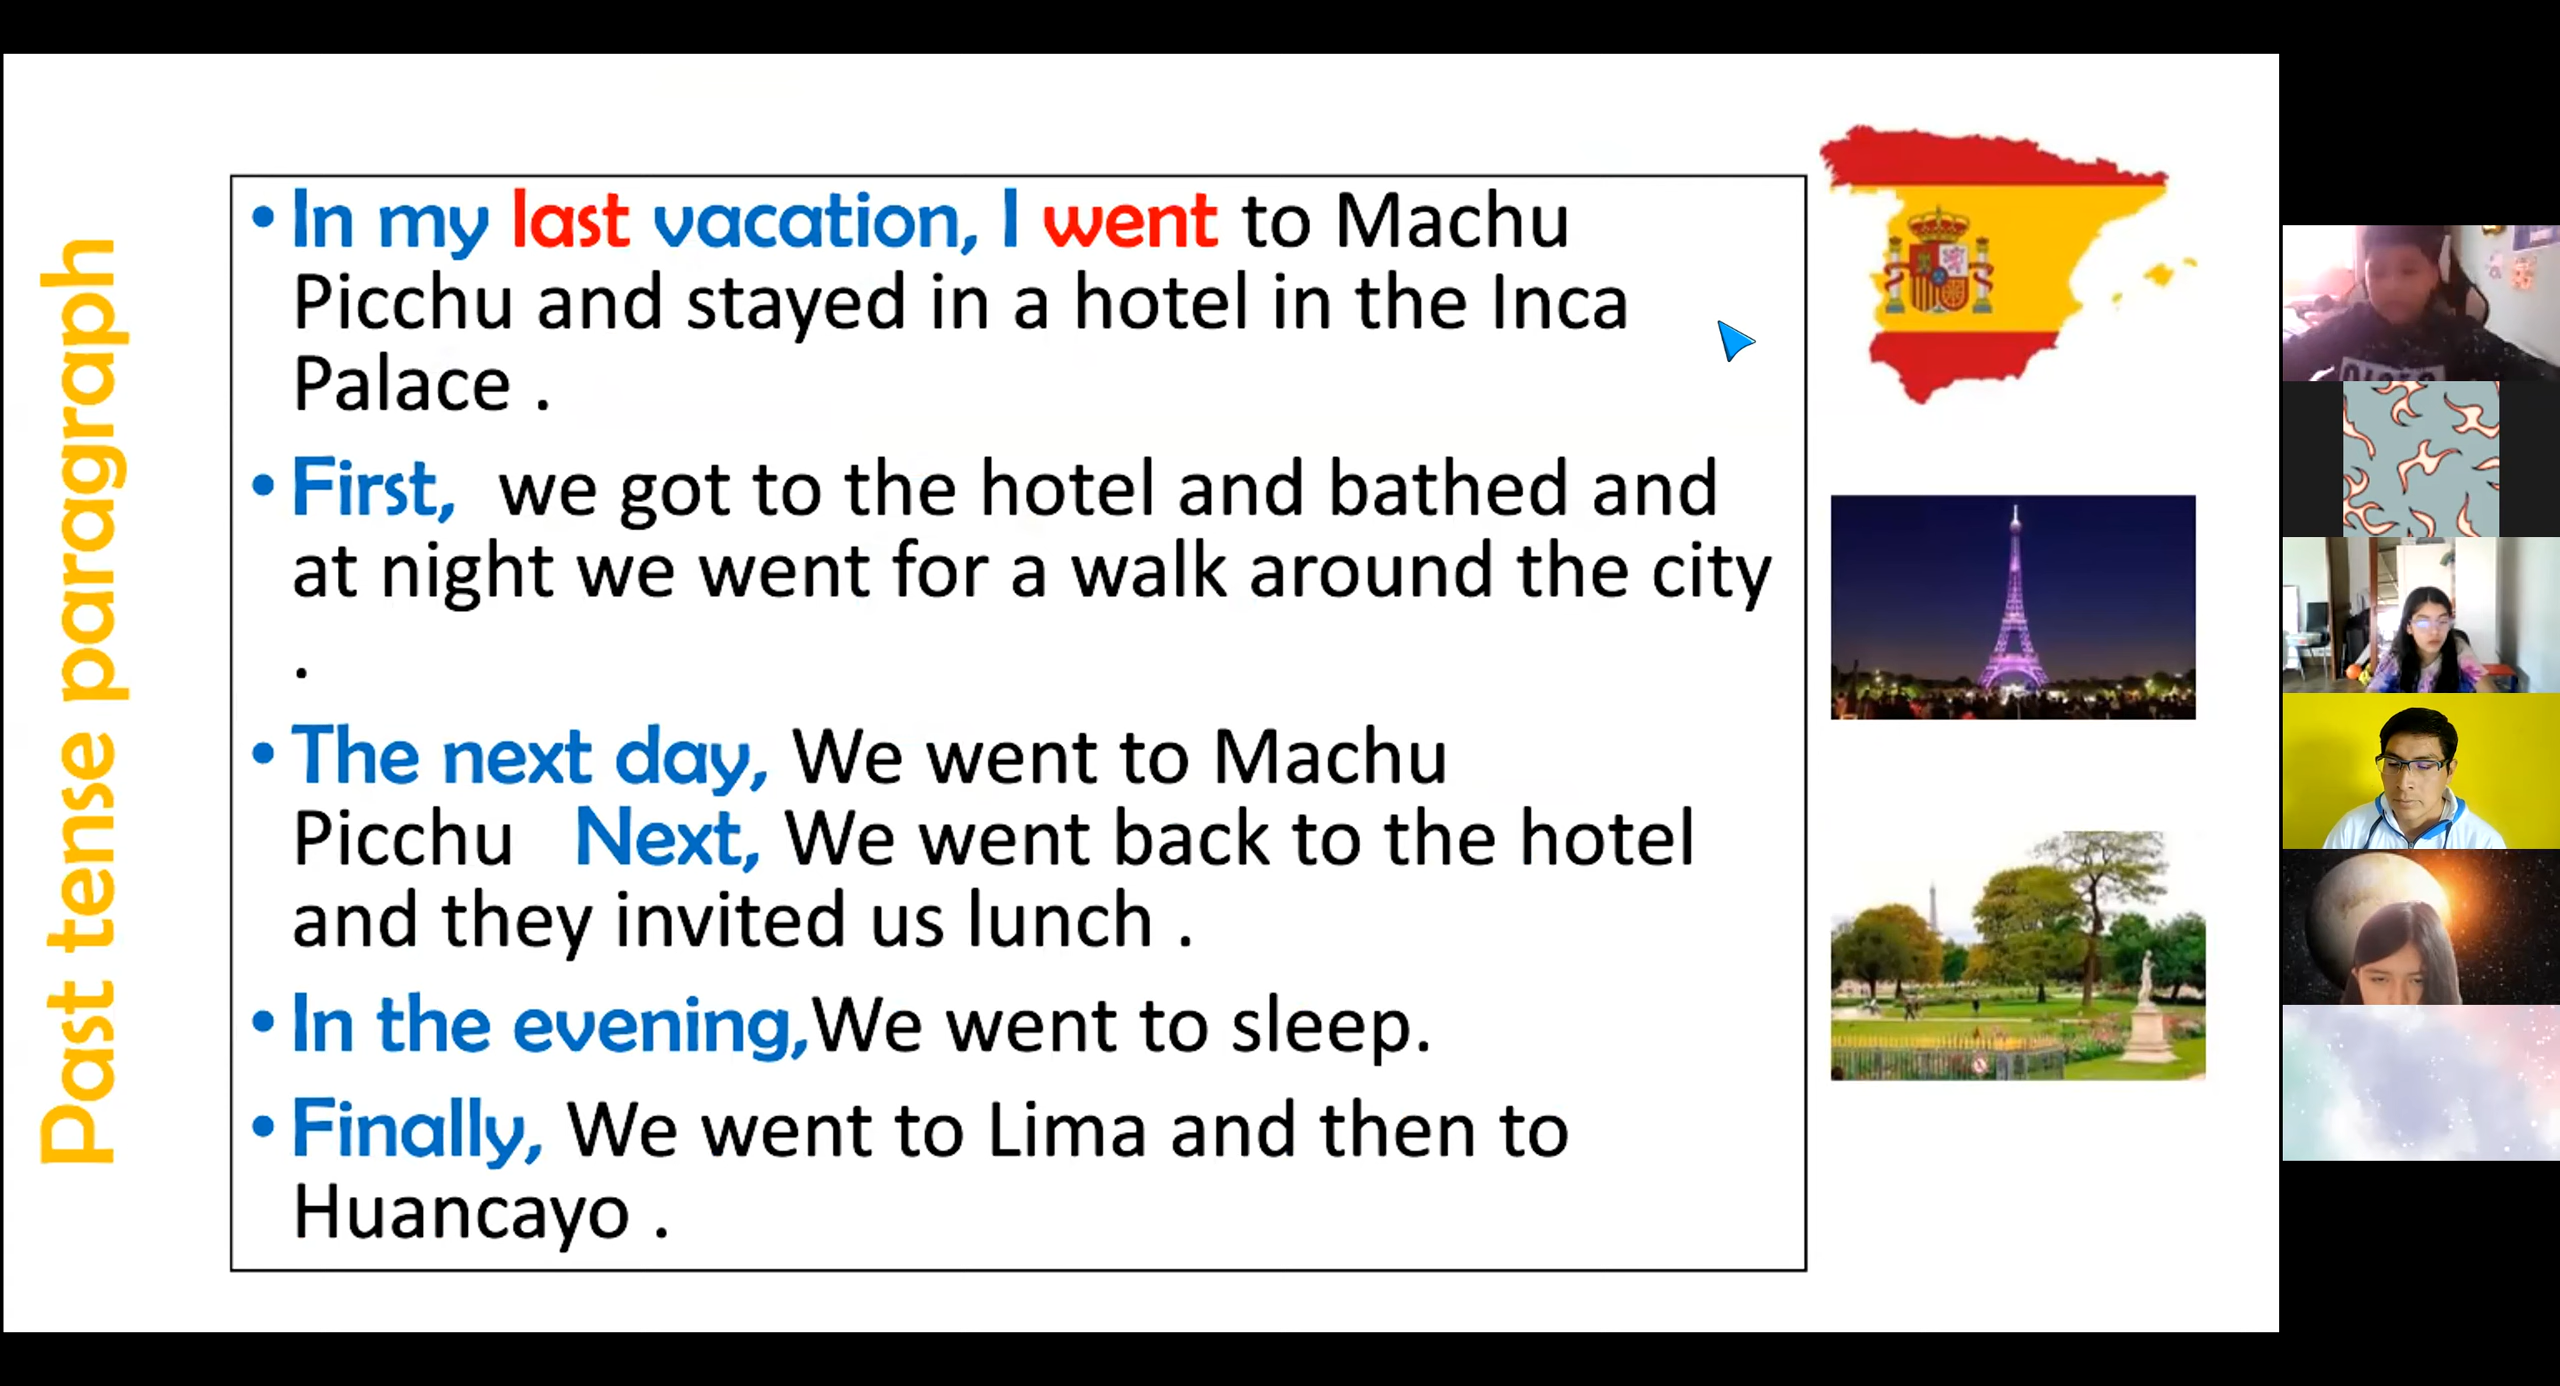 Past tense paragraph
• In my last vacation, I went to Machu
Picchu and stayed in a hotel in the Inca
Palace .
• First, we got to the hotel and bathed and
at night we went for a walk around the city
.
• The next day, We went to Machu
Picchu Next, We went back to the hotel
and they invited us lunch .
• In the evening,We went to sleep.
• Finally, We went to Lima and then to
Huancayo .